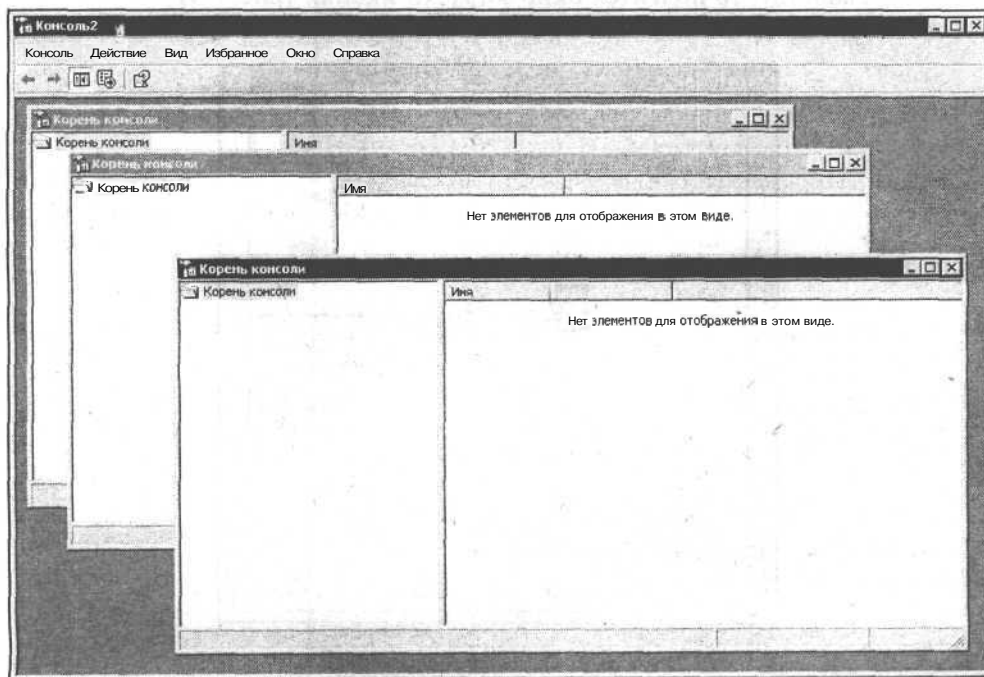 Консоль2
Консоль Действие Вид Избранное Окно Справка
Корень консоли
Корень консоли Имя
Корень консоли
Корень консоли Имя
Нет элементов для отображения в этом виде.
Корень консоли
Корень консоли Имя
Нет элементов для отображения в этом виде.